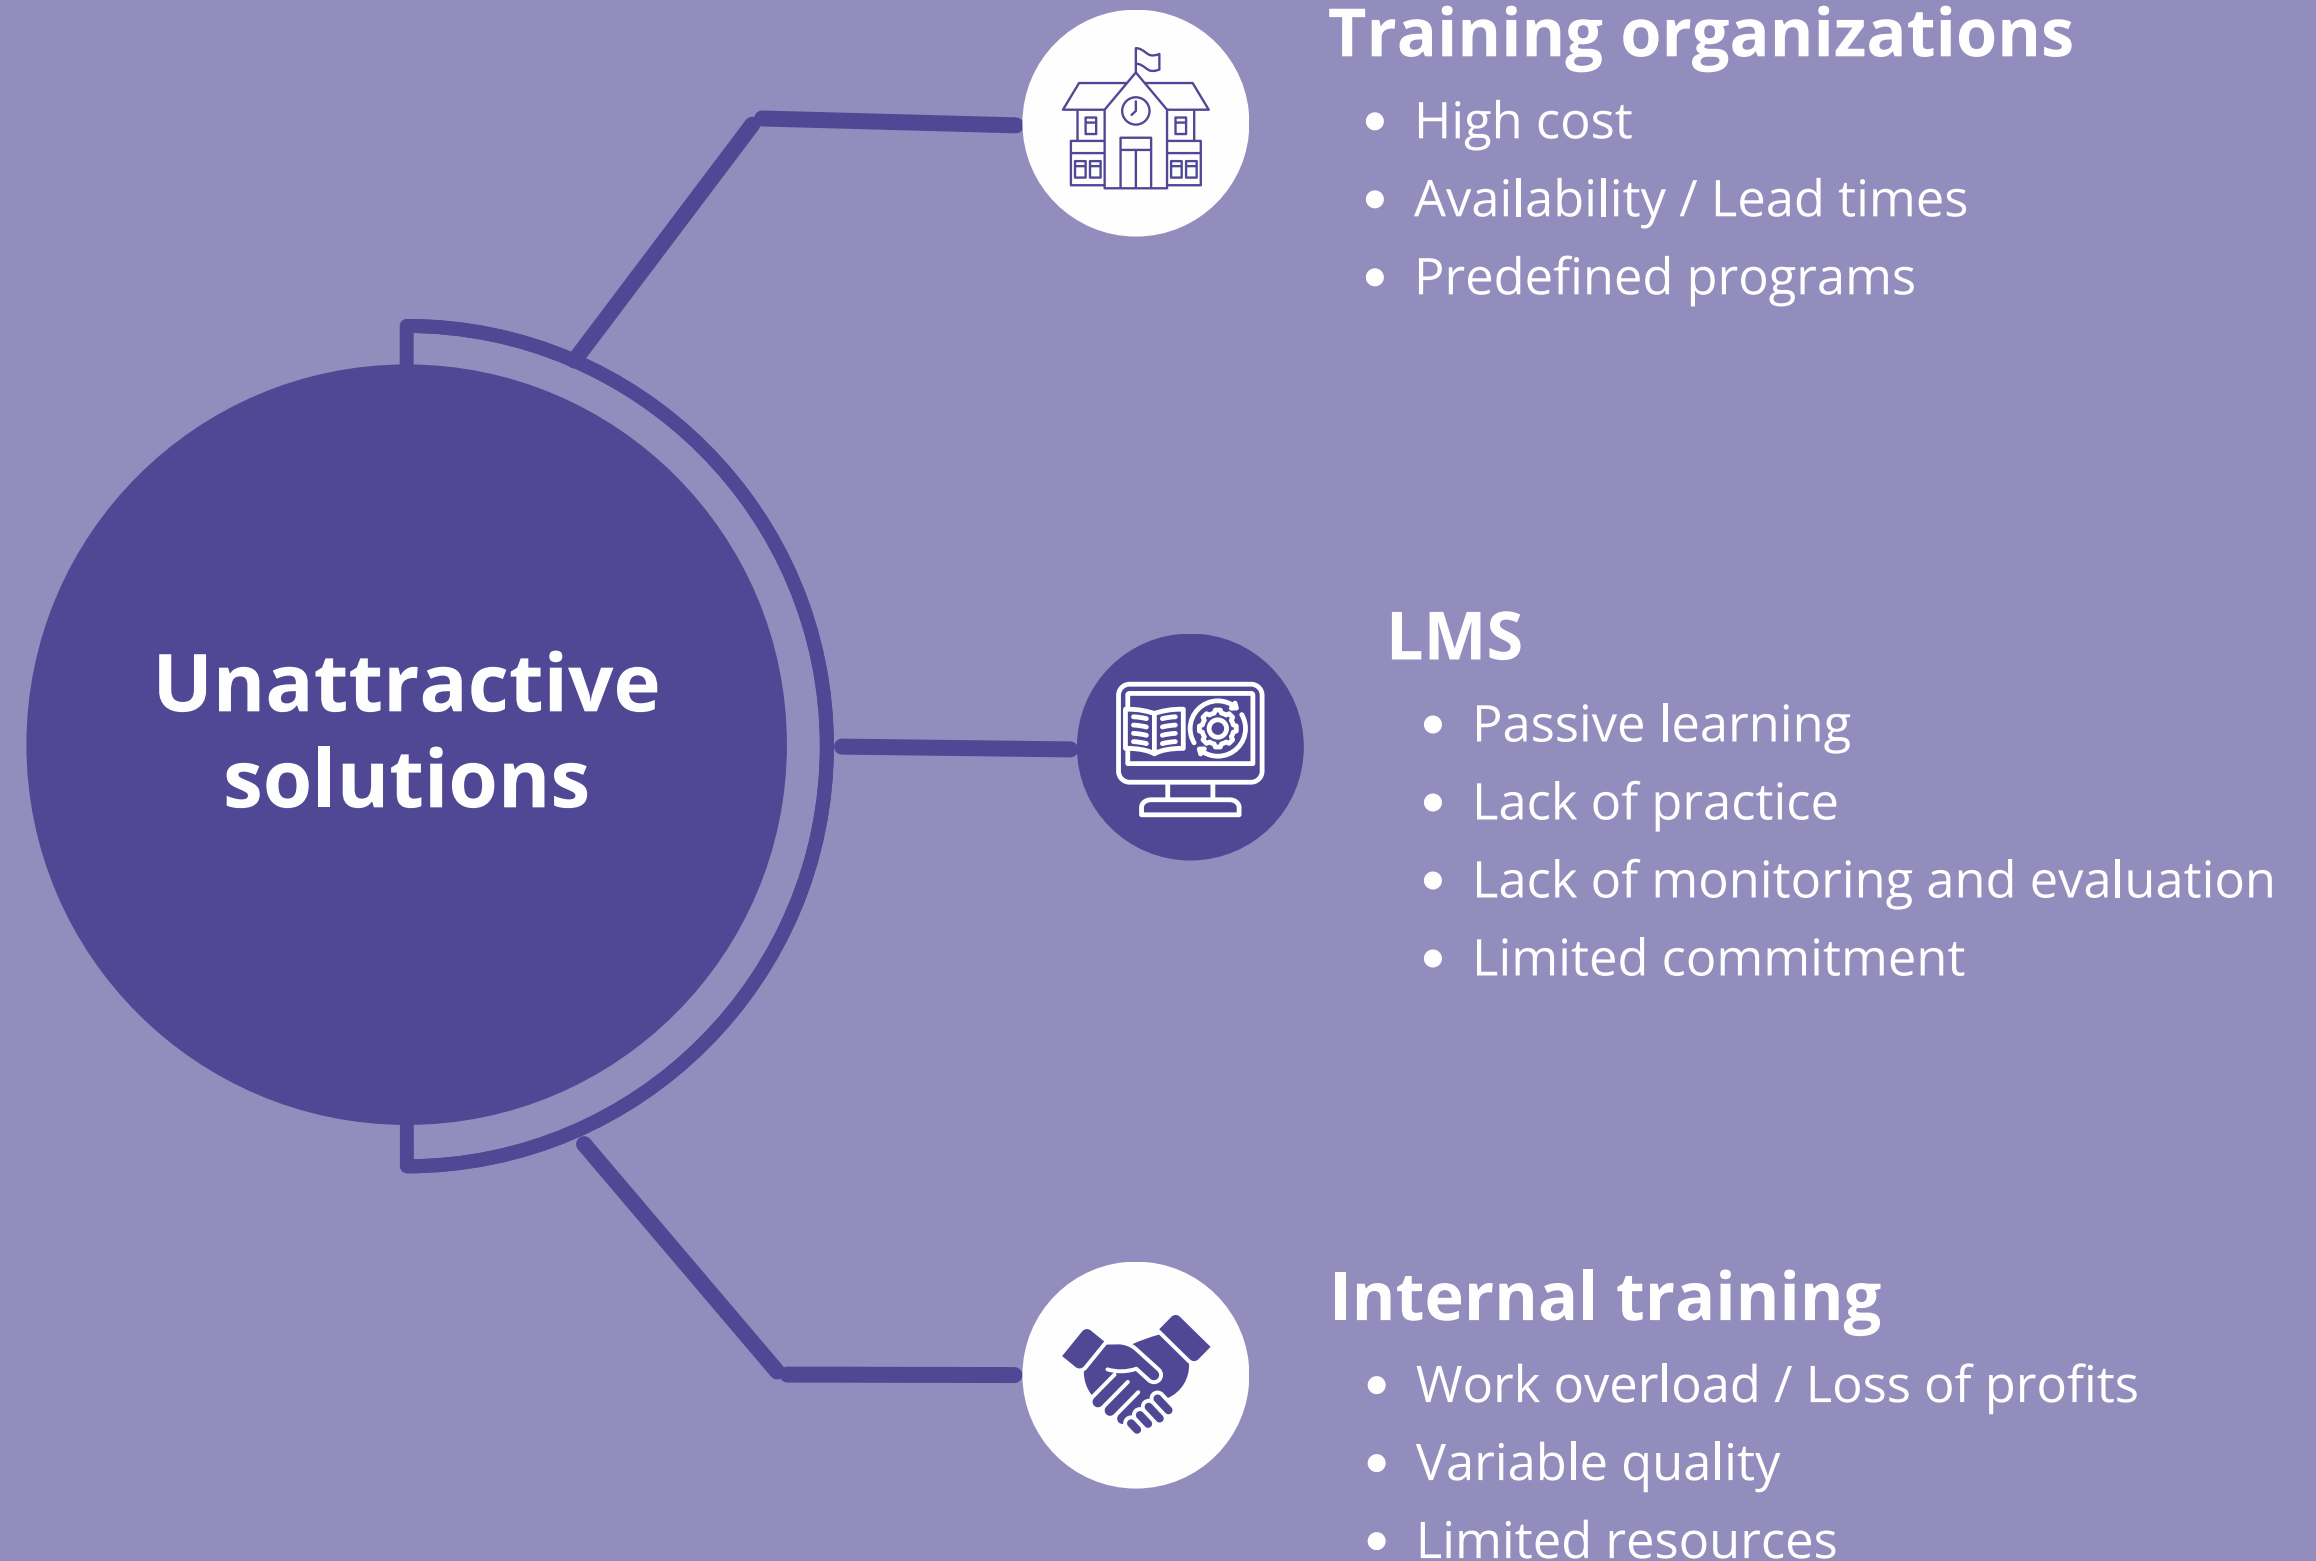 Unattractive
solutions
Training organizations
• High cost
• Availability / Lead times
• Predefined programs
LMS
• Passive learning
• Lack of practice
• Lack of monitoring and evaluation
• Limited commitment
Internal training
• Work overload / Loss of profits
• Variable quality
• Limited resources